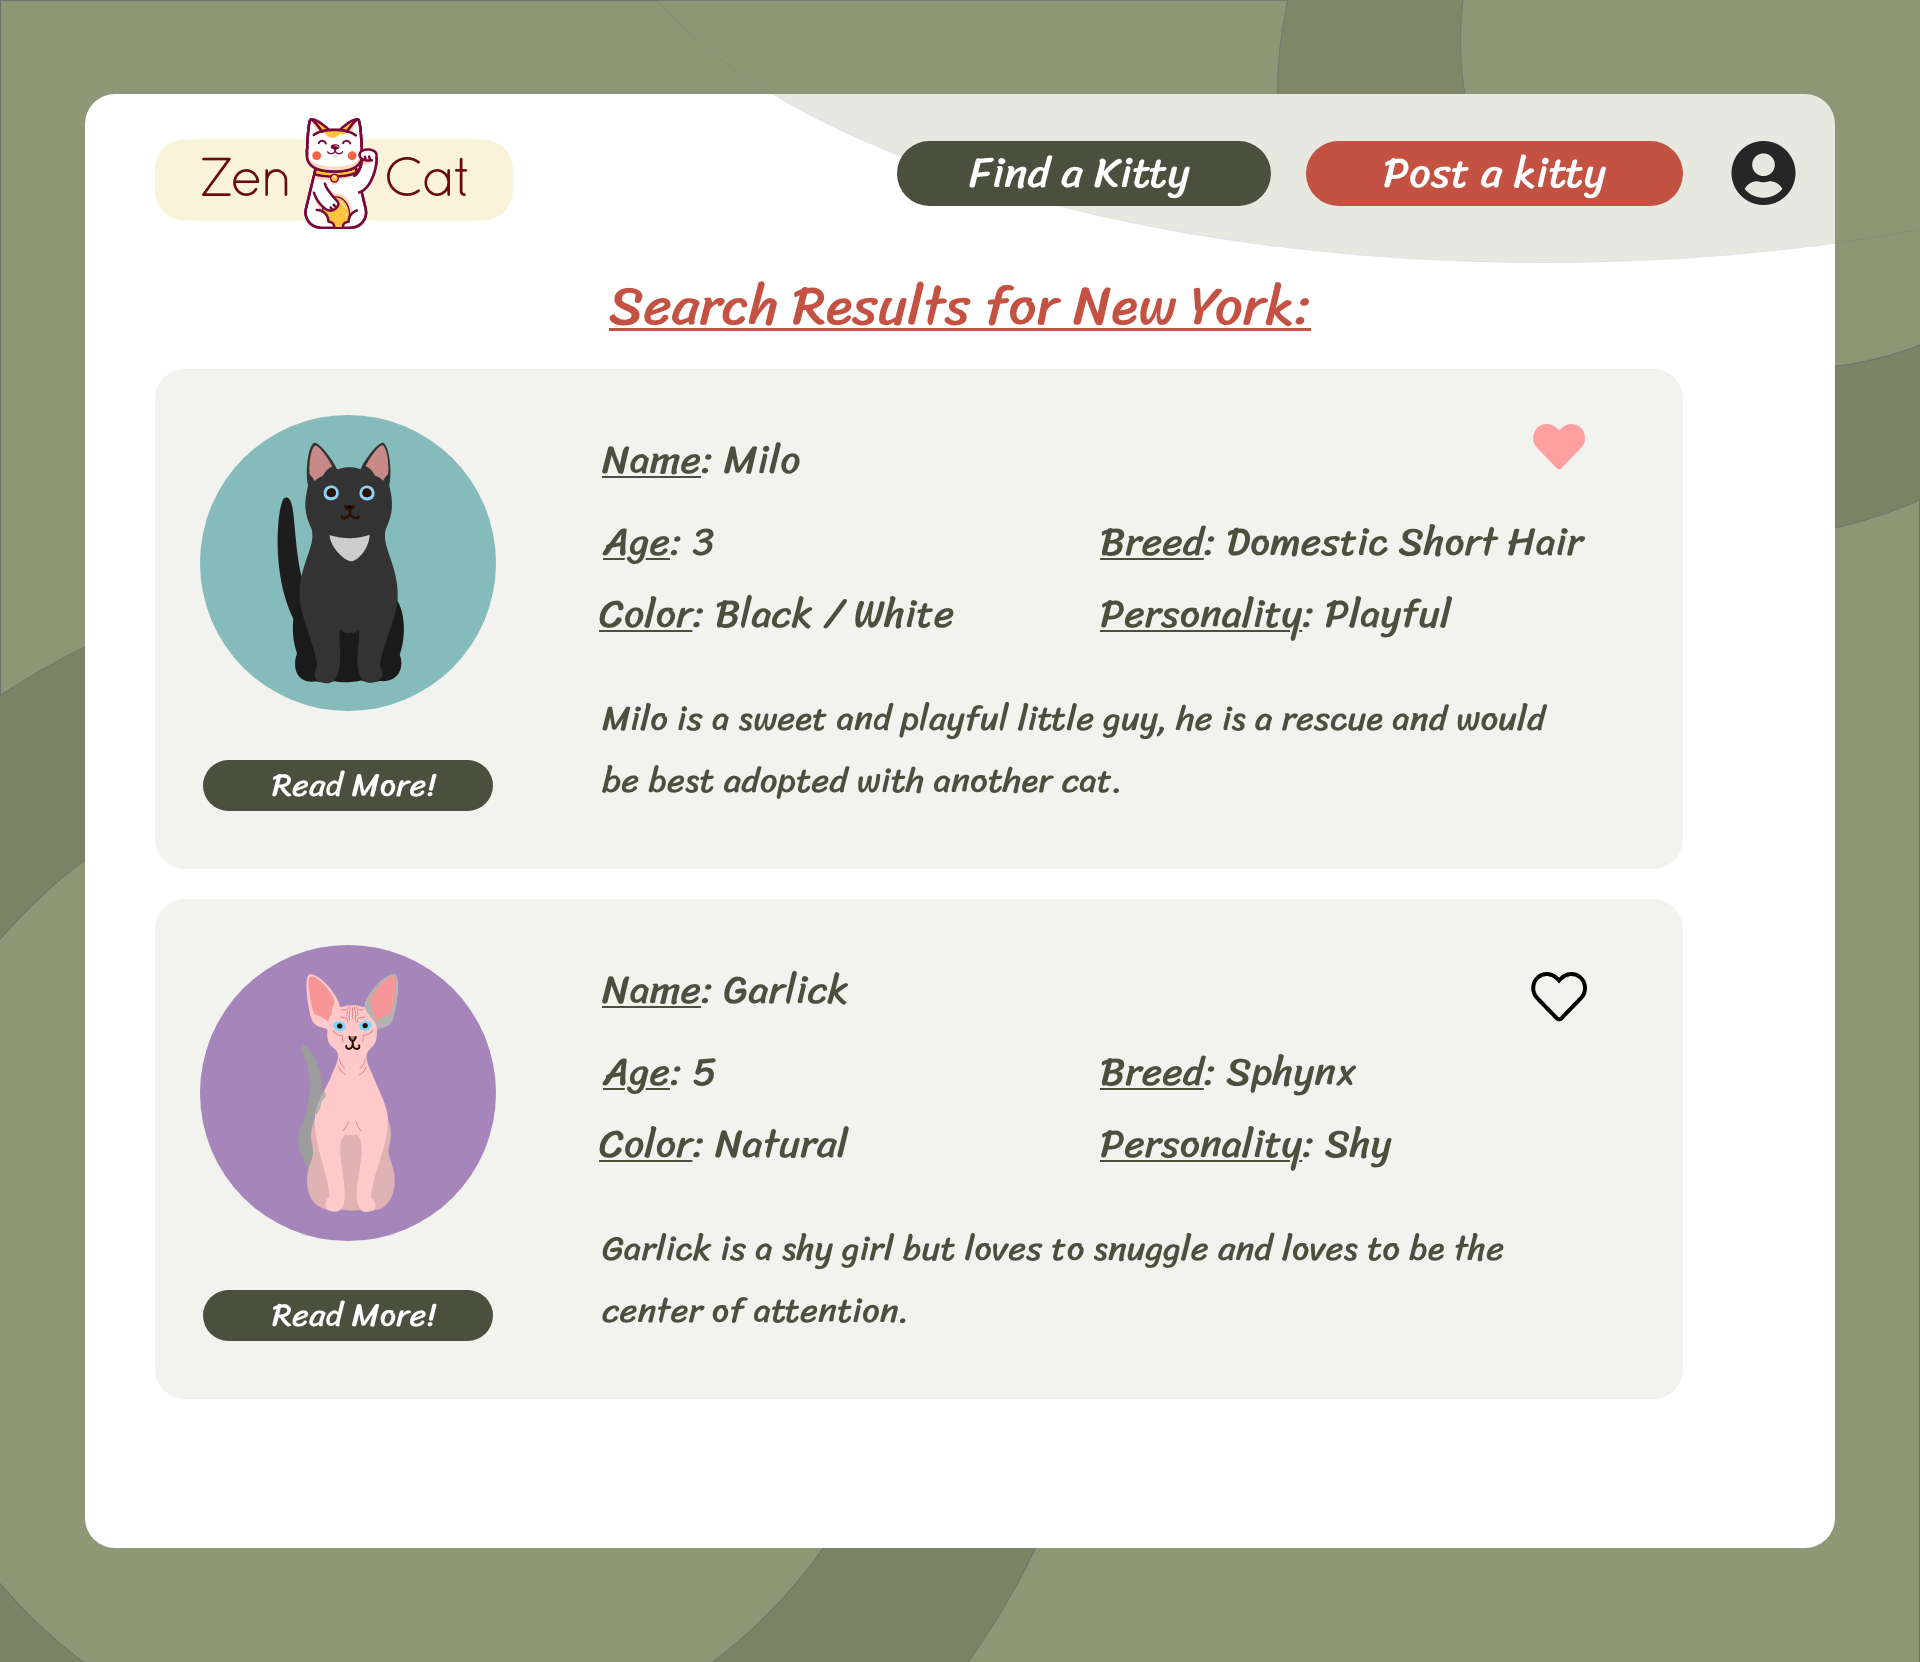 Zen Cat
Find a Kitty
Post a kitty
Search Results for New York:
Name: Milo
Age: 3
Breed: Domestic Short Hair
Color: Black / White
Personality: Playful
Milo is a sweet and playful little guy, he is a rescue and would
be best adopted with another cat.
Read More!
Name: Garlick
Age: 5
Breed: Sphynx
Color: Natural
Personality: Shy
Garlick is a shy girl but loves to snuggle and loves to be the
center of attention.
Read More!